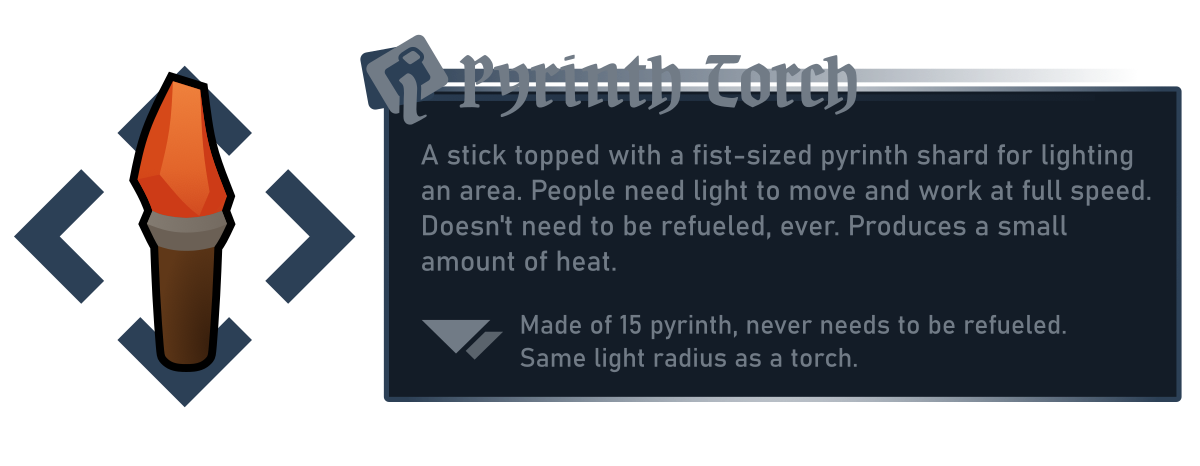 Pyrinth Torch
A stick topped with a fist-sized pyrinth shard for lighting
an area. People need light to move and work at full speed.
Doesn't need to be refueled, ever. Produces a small
amount of heat.
Made of 15 pyrinth, never needs to be refueled.
Same light radius as a torch.